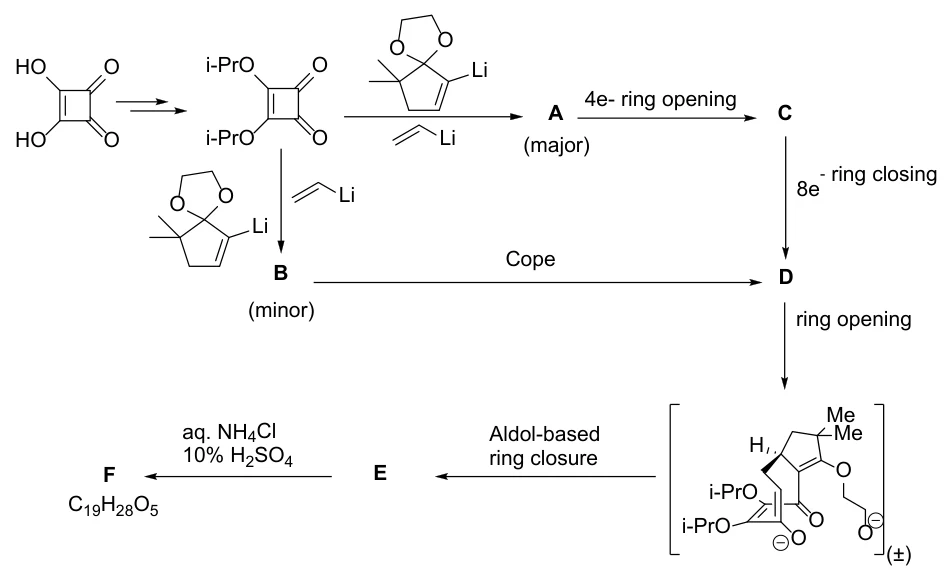 HO
O
HO
O
i-PrO
O
i-PrO
O
O
O
Li
Li
A
(major)
4e- ring opening
C
8e- ring closing
O
O
Li
Li
B
(minor)
Cope
D
ring opening
Aldol-based
ring closure
E
aq. NH4Cl
10% H2SO4
F
C19H28O5
Me
Me
H
O
i-PrO
O
i-PrO
O
O
(±)